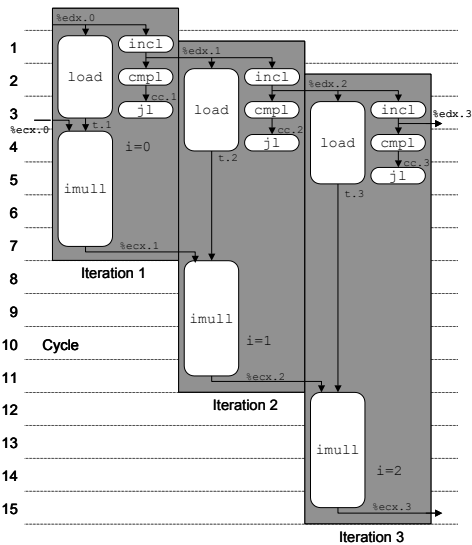 %edx.0
1
incl
%edx.1
load
cmpl
incl
2
cc.1
%edx.2
load
jl
cmpl
incl
3
%edx.3
%ecx.0
t.1
cc.2
load
i=0
jl
cmpl
4
t.2
cc.3
imull
jl
5
t.3
6
7
%ecx.1
Iteration 1
8
9
imull
10
Cycle
i=1
11
%ecx.2
Iteration 2
12
13
imull
14
i=2
15
%ecx.3
Iteration 3